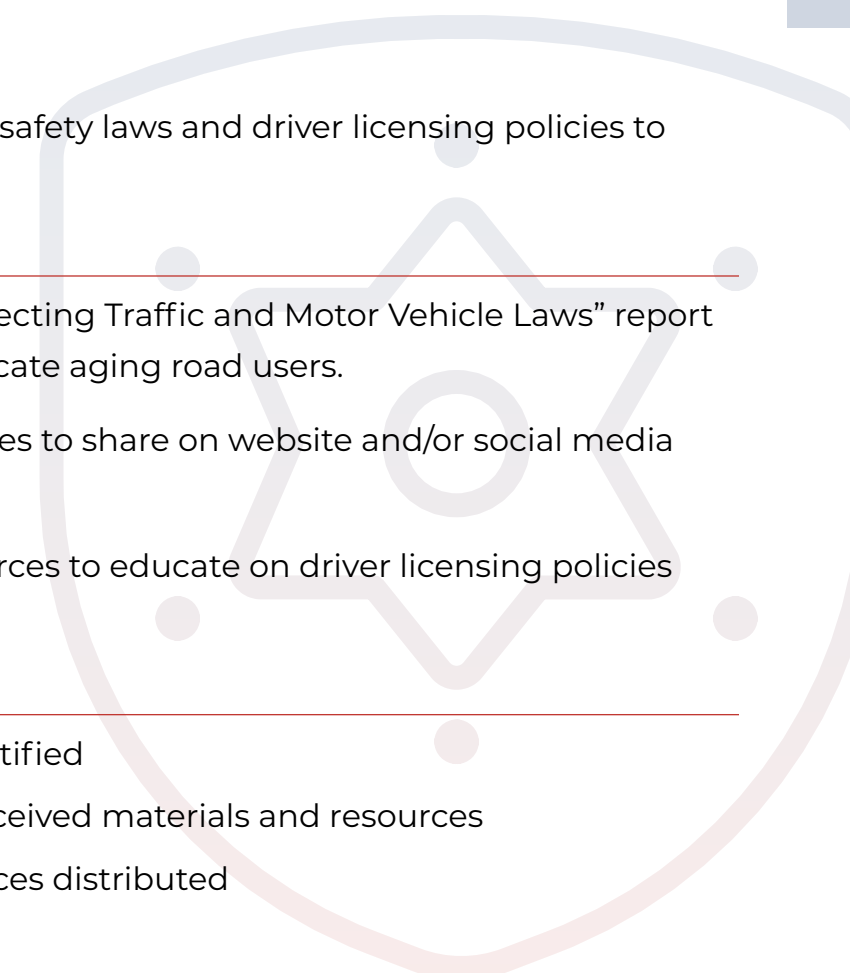 safety laws and driver licensing policies to
ecting Traffic and Motor Vehicle Laws” report
cate aging road users.
es to share on website and/or social media
rces to educate on driver licensing policies
tified
ceived materials and resources
ces distributed